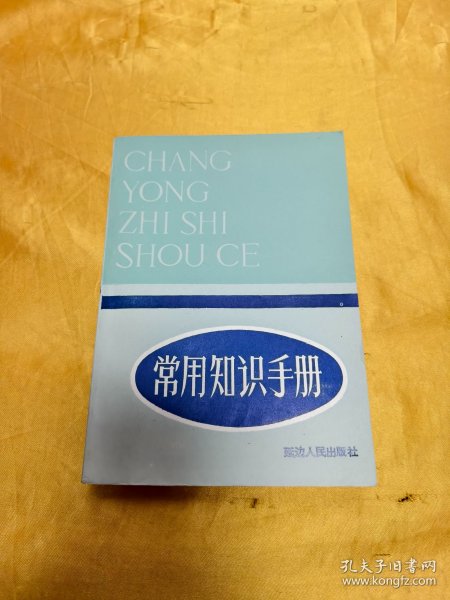 CHANG
YONG
ZHI SHI
SHOU CE
常用知识手册
延边人民出版社
孔夫子旧书网
www.kongfz.com